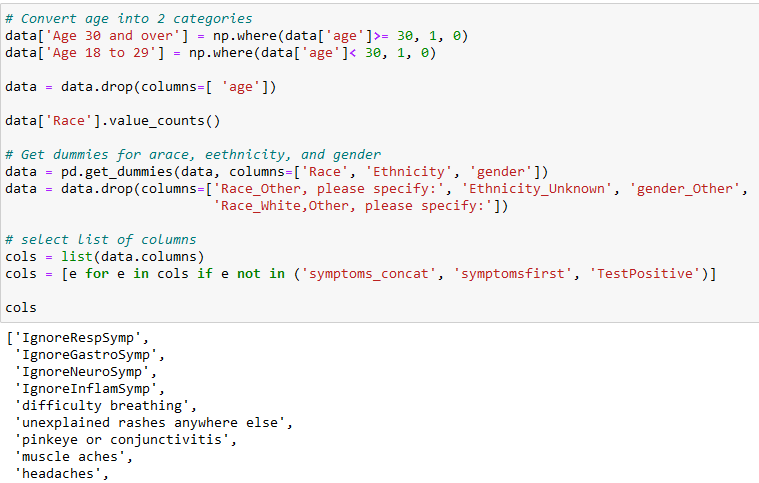 # Convert age into 2 categories
data['Age 30 and over'] = np.where(data['age']>= 30, 1, 0)
data['Age 18 to 29'] = np.where(data['age']< 30, 1, 0)
data = data.drop(columns=[ 'age'])
data['Race'].value_counts()
# Get dummies for arace, eethnicity, and gender
data = pd.get_dummies(data, columns=['Race', 'Ethnicity', 'gender'])
data = data.drop(columns=['Race_Other, please specify:', 'Ethnicity_Unknown', 'gender_Other',
'Race_White,Other, please specify:'])
# select list of columns
cols = list(data.columns)
cols = [e for e in cols if e not in ('symptoms_concat', 'symptomsfirst', 'TestPositive')]
cols
['IgnoreRespSymp',
'IgnoreGastroSymp',
'IgnoreNeuroSymp',
'IgnoreInflamSymp',
'difficulty breathing',
'unexplained rashes anywhere else',
'pinkeye or conjunctivitis',
'muscle aches',
'headaches',